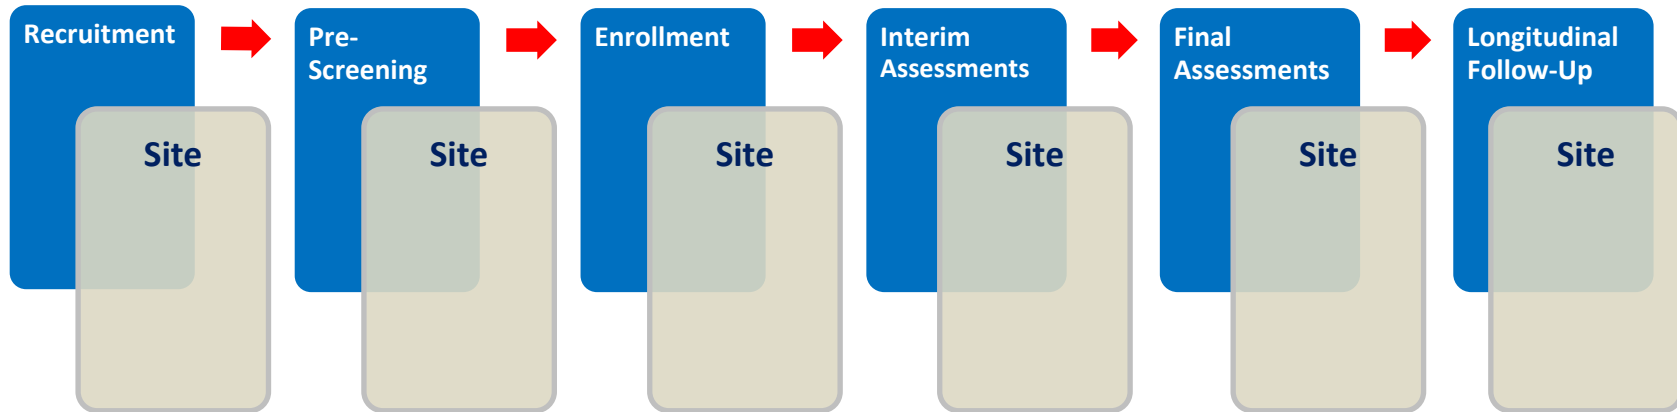 Recruitment
Pre-
Screening
Enrollment
Interim
Assessments
Final
Assessments
Longitudinal
Follow-Up
Site
Site
Site
Site
Site
Site